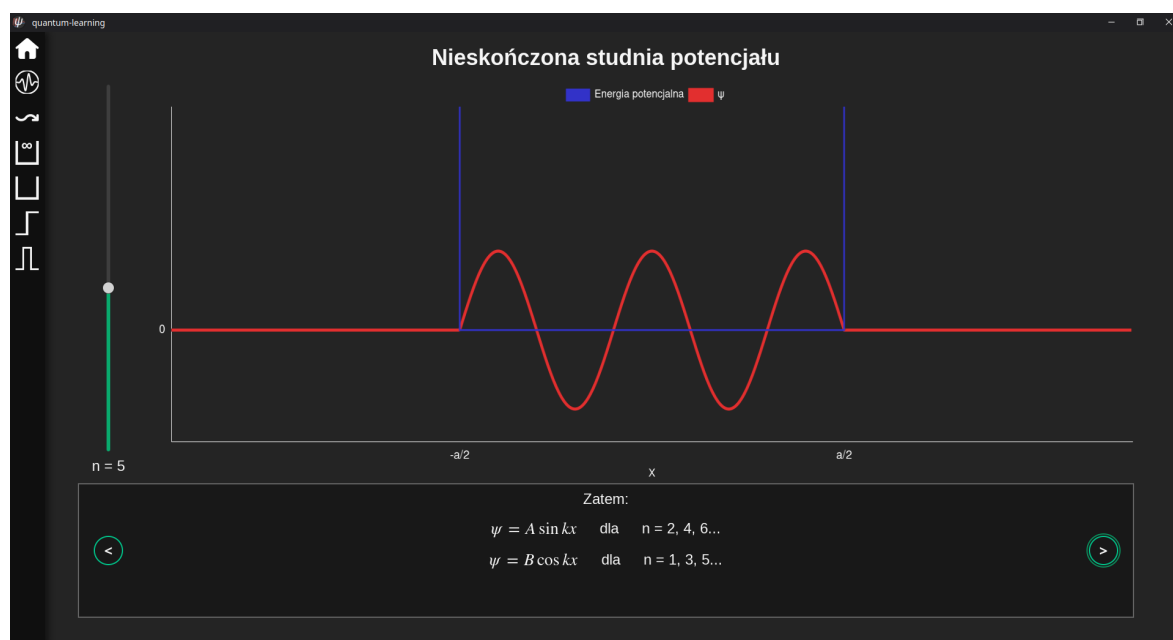 ψ quantum-learning
Nieskończona studnia potencjału
Energia potencjalna ψ
∞
0
-a/2 a/2
x
n = 5
Zatem:
ψ = A sin kx dla n = 2, 4, 6...
< >
ψ = B cos kx dla n = 1, 3, 5...